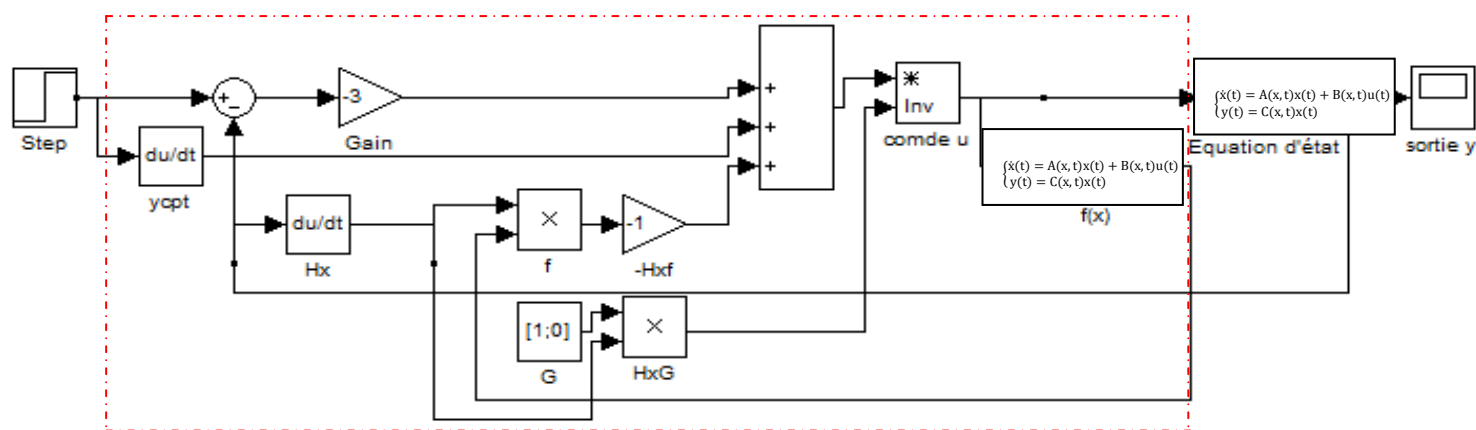 Step
+
-
-3
Gain
du/dt
ycpt
du/dt
Hx
×
f
-1
-Hxf
[1;0]
G
×
HxG
+
+
+
*
Inv
comde u
ẋ(t) = A(x,t)x(t) + B(x,t)u(t)
{
y(t) = C(x,t)x(t)
f(x)
ẋ(t) = A(x,t)x(t) + B(x,t)u(t)
{
y(t) = C(x,t)x(t)
Equation d'état
sortie y